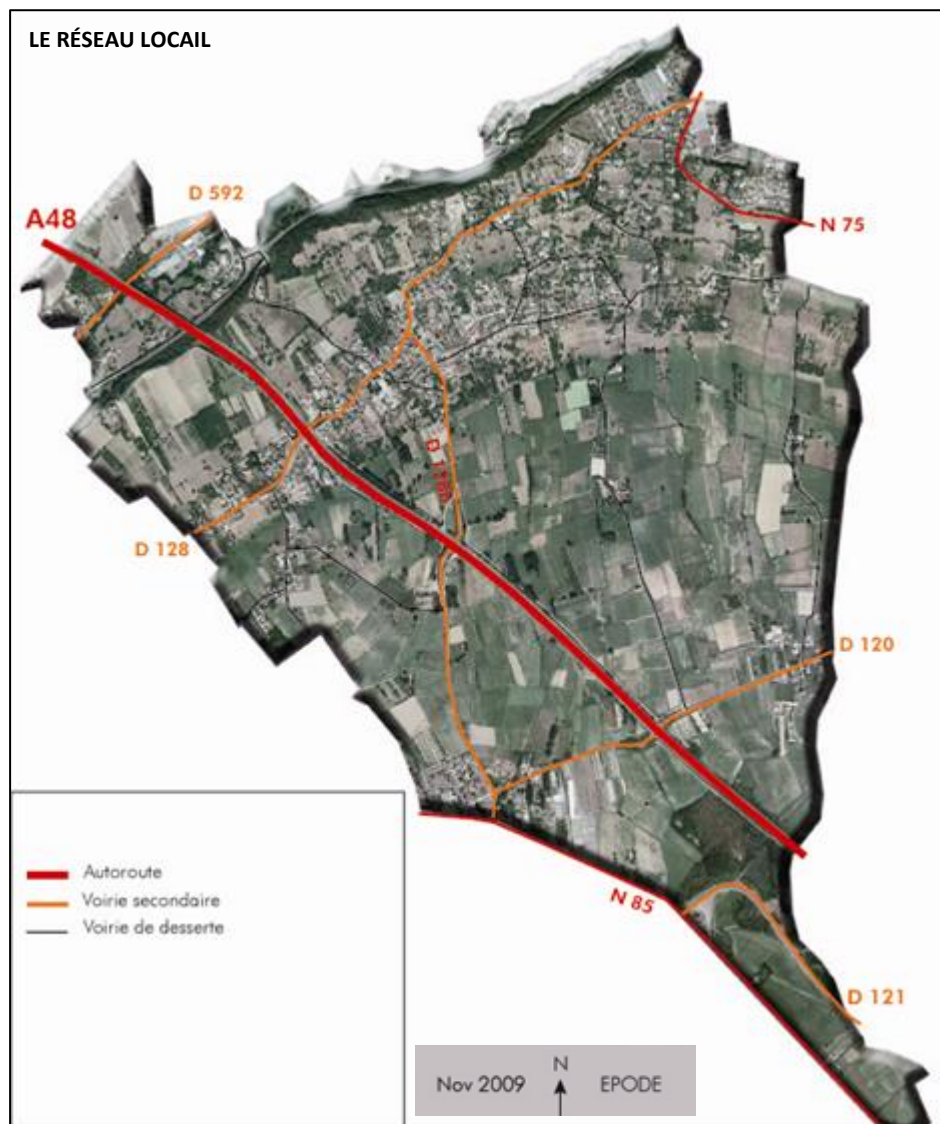 LE RÉSEAU LOCAIL
D 592
A48
N 75
D 128
D 120
N 85
D 121
Autoroute
Voirie secondaire
Voirie de desserte
Nov 2009 N EPODE